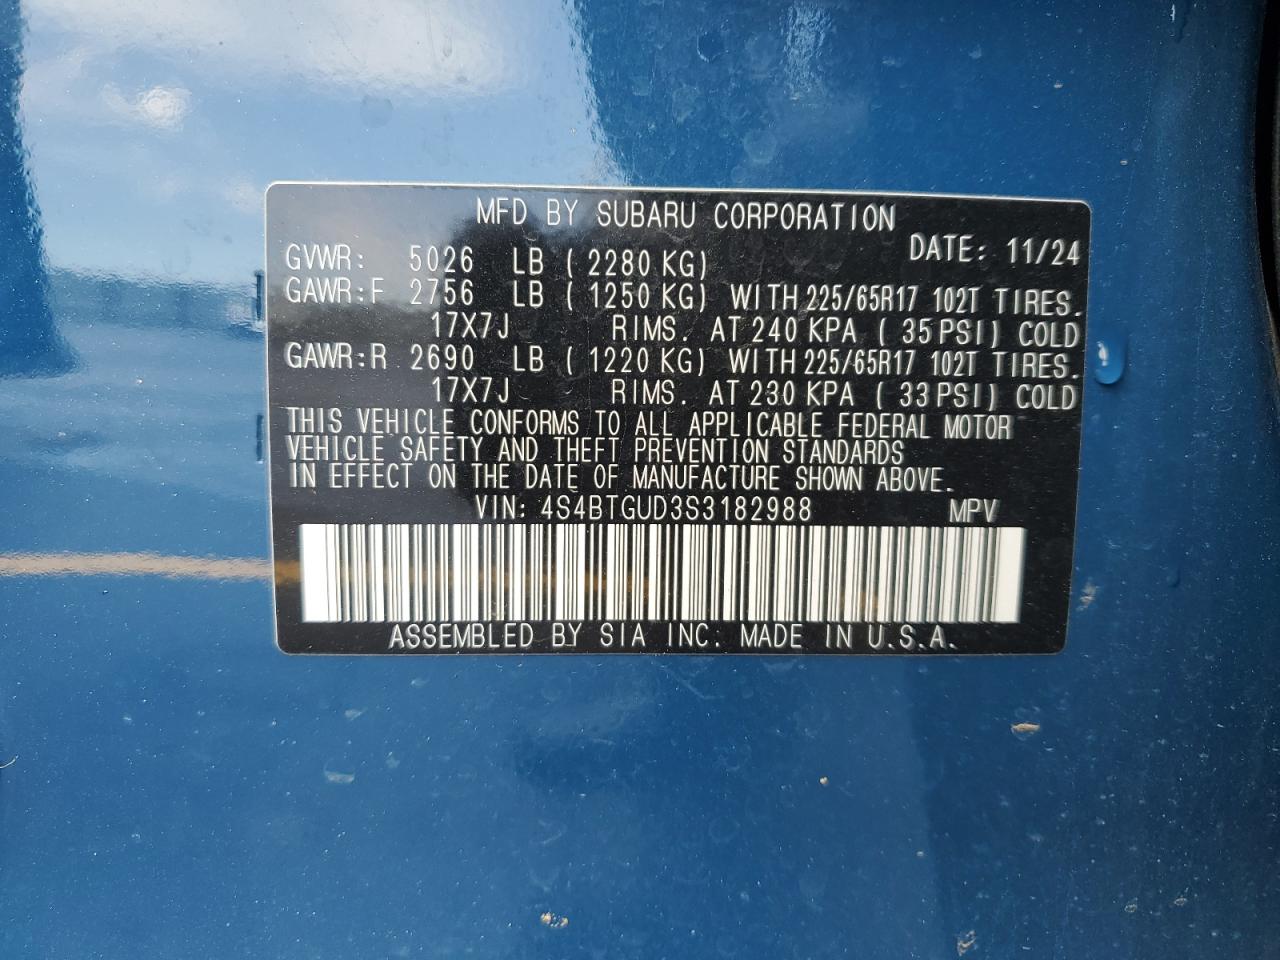 MFD BY SUBARU CORPORATION
DATE: 11/24
GVWR: 5026 LB (2280 KG)
GAWR:F 2756 LB (1250 KG) WITH 225/65R17 102T TIRES.
17X7J RIMS. AT 240 KPA (35 PSI) COLD
GAWR:R 2690 LB (1220 KG) WITH 225/65R17 102T TIRES.
17X7J RIMS. AT 230 KPA (33 PSI) COLD
THIS VEHICLE CONFORMS TO ALL APPLICABLE FEDERAL MOTOR
VEHICLE SAFETY AND THEFT PREVENTION STANDARDS
IN EFFECT ON THE DATE OF MANUFACTURE SHOWN ABOVE.
VIN: 4S4BTGUD3S3182988 MPV
ASSEMBLED BY SIA INC. MADE IN U.S.A.